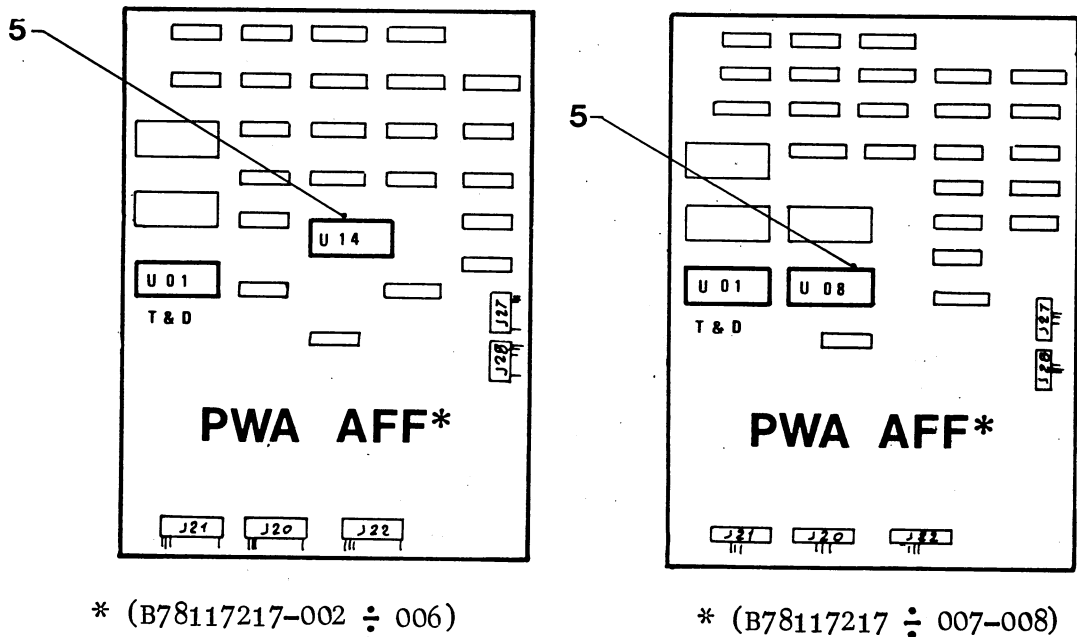 5
U 14
U 01
T & D
J27
J28
PWA AFF*
J21
J20
J22
* (B78117217-002 ÷ 006)
5
U 01
U 08
T & D
J27
J28
PWA AFF*
J21
J20
J22
* (B78117217 ÷ 007-008)